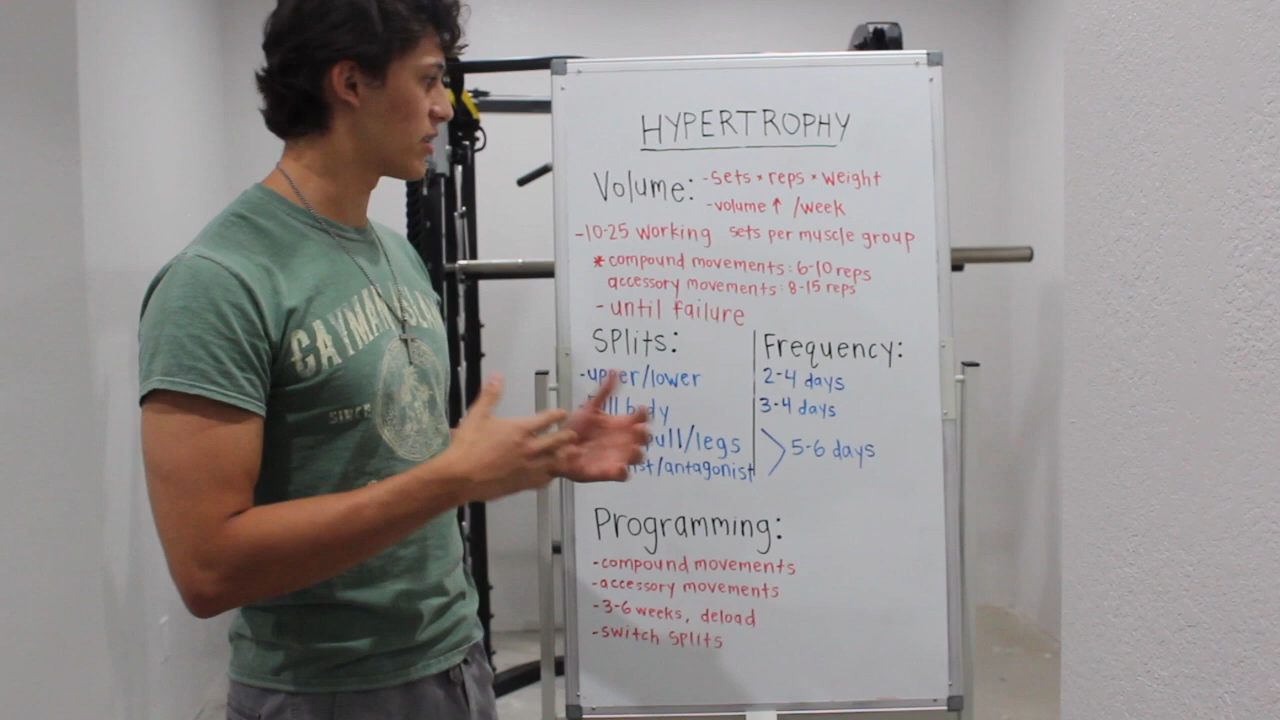 HYPERTROPHY
Volume: -sets * reps * weight
-volume ↑ /week
-10-25 working sets per muscle group
* compound movements: 6-10 reps
accessory movements: 8-15 reps
- until failure
Splits:
-upper/lower
body
pull/legs
/antagonist
Frequency:
2-4 days
3-4 days
5-6 days
Programming:
-compound movements
-accessory movements
-3-6 weeks, deload
-switch splits
CAYMAN
SINCE